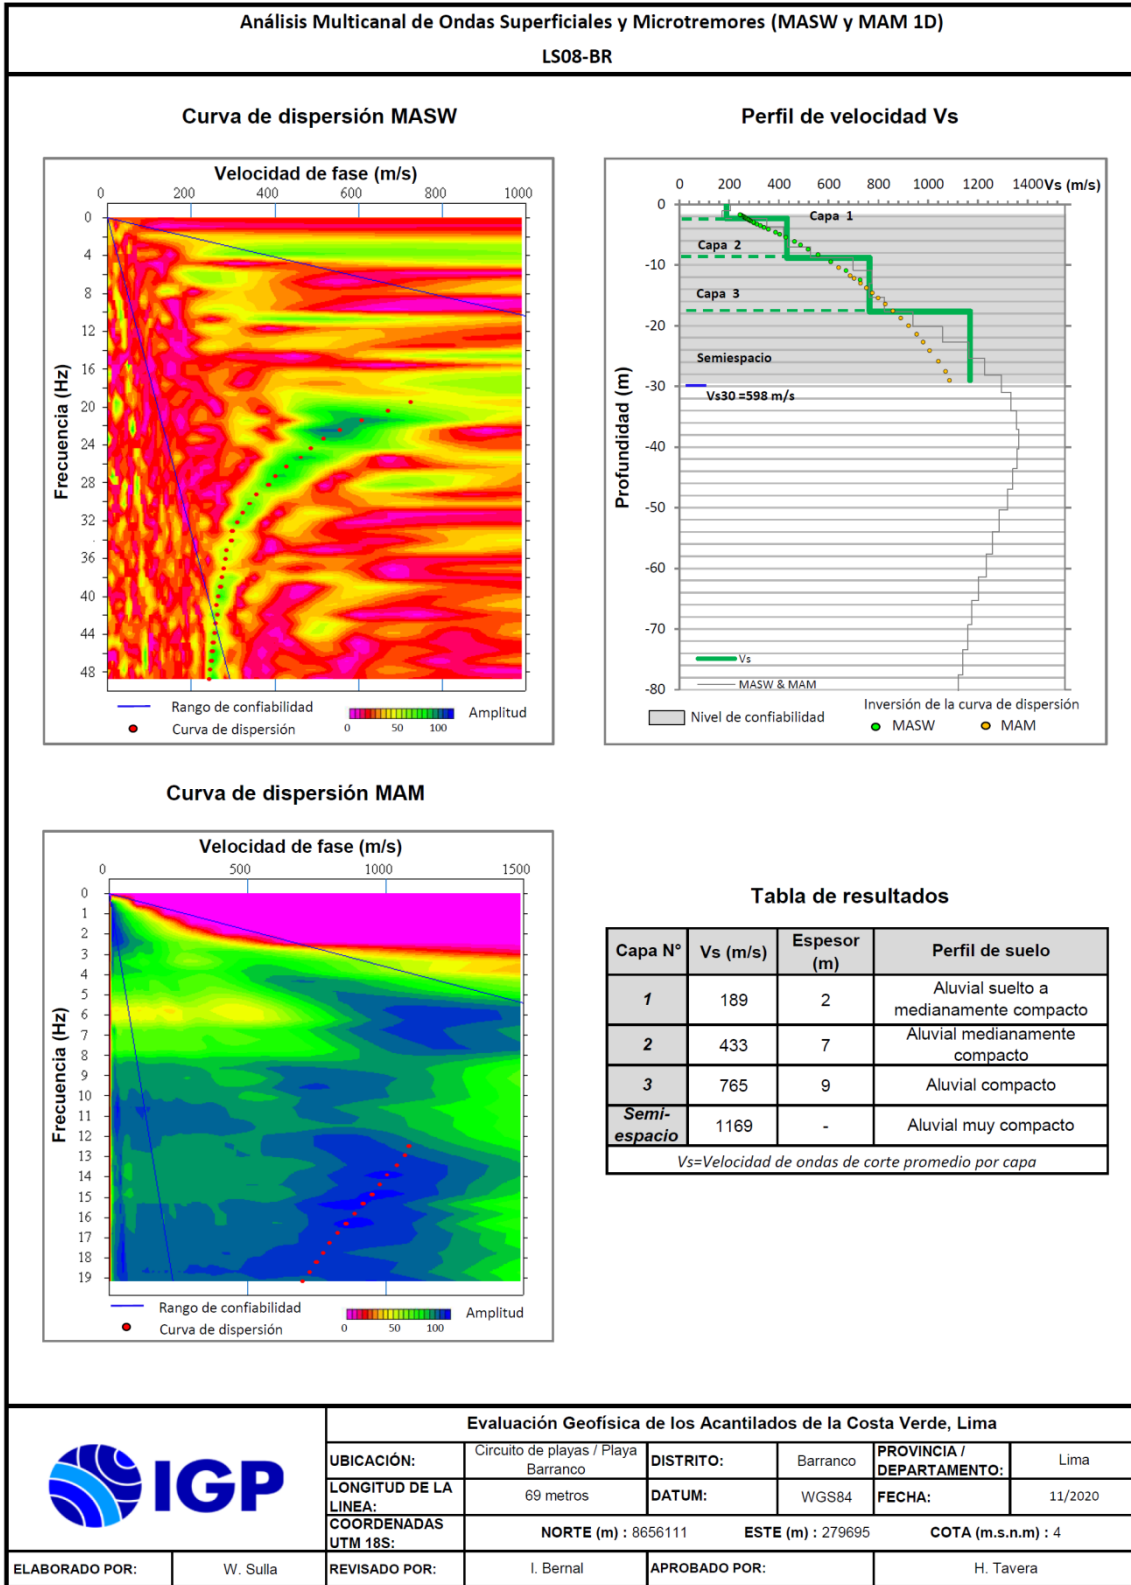 Análisis Multicanal de Ondas Superficiales y Microtremores (MASW y MAM 1D)
LS08-BR
Curva de dispersión MASW
Velocidad de fase (m/s)
0 200 400 600 800 1000
Frecuencia (Hz)
0
4
8
12
16
20
24
28
32
36
40
44
48
Rango de confiabilidad
Curva de dispersión
0 50 100
Amplitud
Perfil de velocidad Vs
0 200 400 600 800 1000 1200 1400 Vs (m/s)
Profundidad (m)
0
-10
-20
-30
-40
-50
-60
-70
-80
Capa 1
Capa 2
Capa 3
Semiespacio
Vs30 =598 m/s
Vs
MASW & MAM
Nivel de confiabilidad
Inversión de la curva de dispersión
MASW MAM
Curva de dispersión MAM
Velocidad de fase (m/s)
0 500 1000 1500
Frecuencia (Hz)
0
1
2
3
4
5
6
7
8
9
10
11
12
13
14
15
16
17
18
19
Rango de confiabilidad
Curva de dispersión
0 50 100
Amplitud
Tabla de resultados
Capa N° Vs (m/s) Espesor (m) Perfil de suelo
1 189 2 Aluvial suelto a medianamente compacto
2 433 7 Aluvial medianamente compacto
3 765 9 Aluvial compacto
Semi-espacio 1169 - Aluvial muy compacto
Vs=Velocidad de ondas de corte promedio por capa
IGP
Evaluación Geofísica de los Acantilados de la Costa Verde, Lima
UBICACIÓN: Circuito de playas / Playa Barranco DISTRITO: Barranco PROVINCIA / DEPARTAMENTO: Lima
LONGITUD DE LA LINEA: 69 metros DATUM: WGS84 FECHA: 11/2020
COORDENADAS UTM 18S: NORTE (m) : 8656111 ESTE (m) : 279695 COTA (m.s.n.m) : 4
ELABORADO POR: W. Sulla REVISADO POR: I. Bernal APROBADO POR: H. Tavera